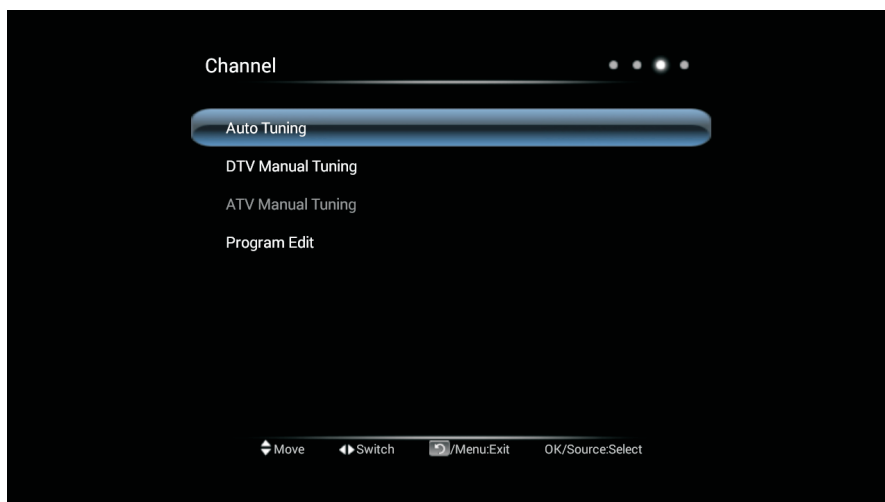 Channel
Auto Tuning
DTV Manual Tuning
ATV Manual Tuning
Program Edit
Move Switch /Menu:Exit OK/Source:Select